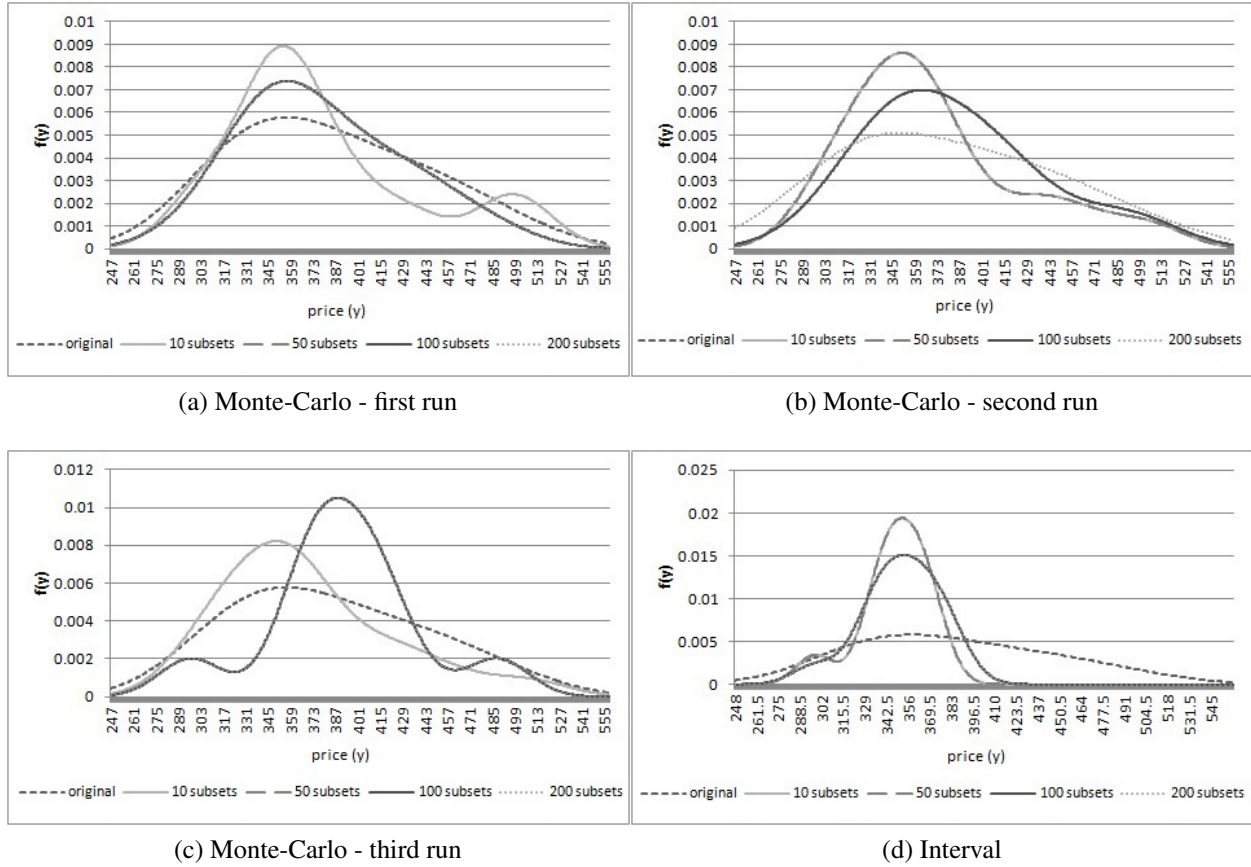 0.01
0.009
0.008
0.007
0.006
0.005
0.004
0.003
0.002
0.001
0
f(y)
247 261 275 289 303 317 331 345 359 373 387 401 415 429 443 457 471 485 499 513 527 541 555
price (y)
original 10 subsets 50 subsets 100 subsets 200 subsets
(a) Monte-Carlo - first run
0.01
0.009
0.008
0.007
0.006
0.005
0.004
0.003
0.002
0.001
0
f(y)
247 261 275 289 303 317 331 345 359 373 387 401 415 429 443 457 471 485 499 513 527 541 555
price (y)
original 10 subsets 50 subsets 100 subsets 200 subsets
(b) Monte-Carlo - second run
0.012
0.01
0.008
0.006
0.004
0.002
0
f(y)
247 261 275 289 303 317 331 345 359 373 387 401 415 429 443 457 471 485 499 513 527 541 555
price (y)
original 10 subsets 50 subsets 100 subsets 200 subsets
(c) Monte-Carlo - third run
0.025
0.02
0.015
0.01
0.005
0
f(y)
248 261.5 275 288.5 302 315.5 329 342.5 356 369.5 383 396.5 410 423.5 437 450.5 464 477.5 491 504.5 518 531.5 545
price (y)
original 10 subsets 50 subsets 100 subsets 200 subsets
(d) Interval